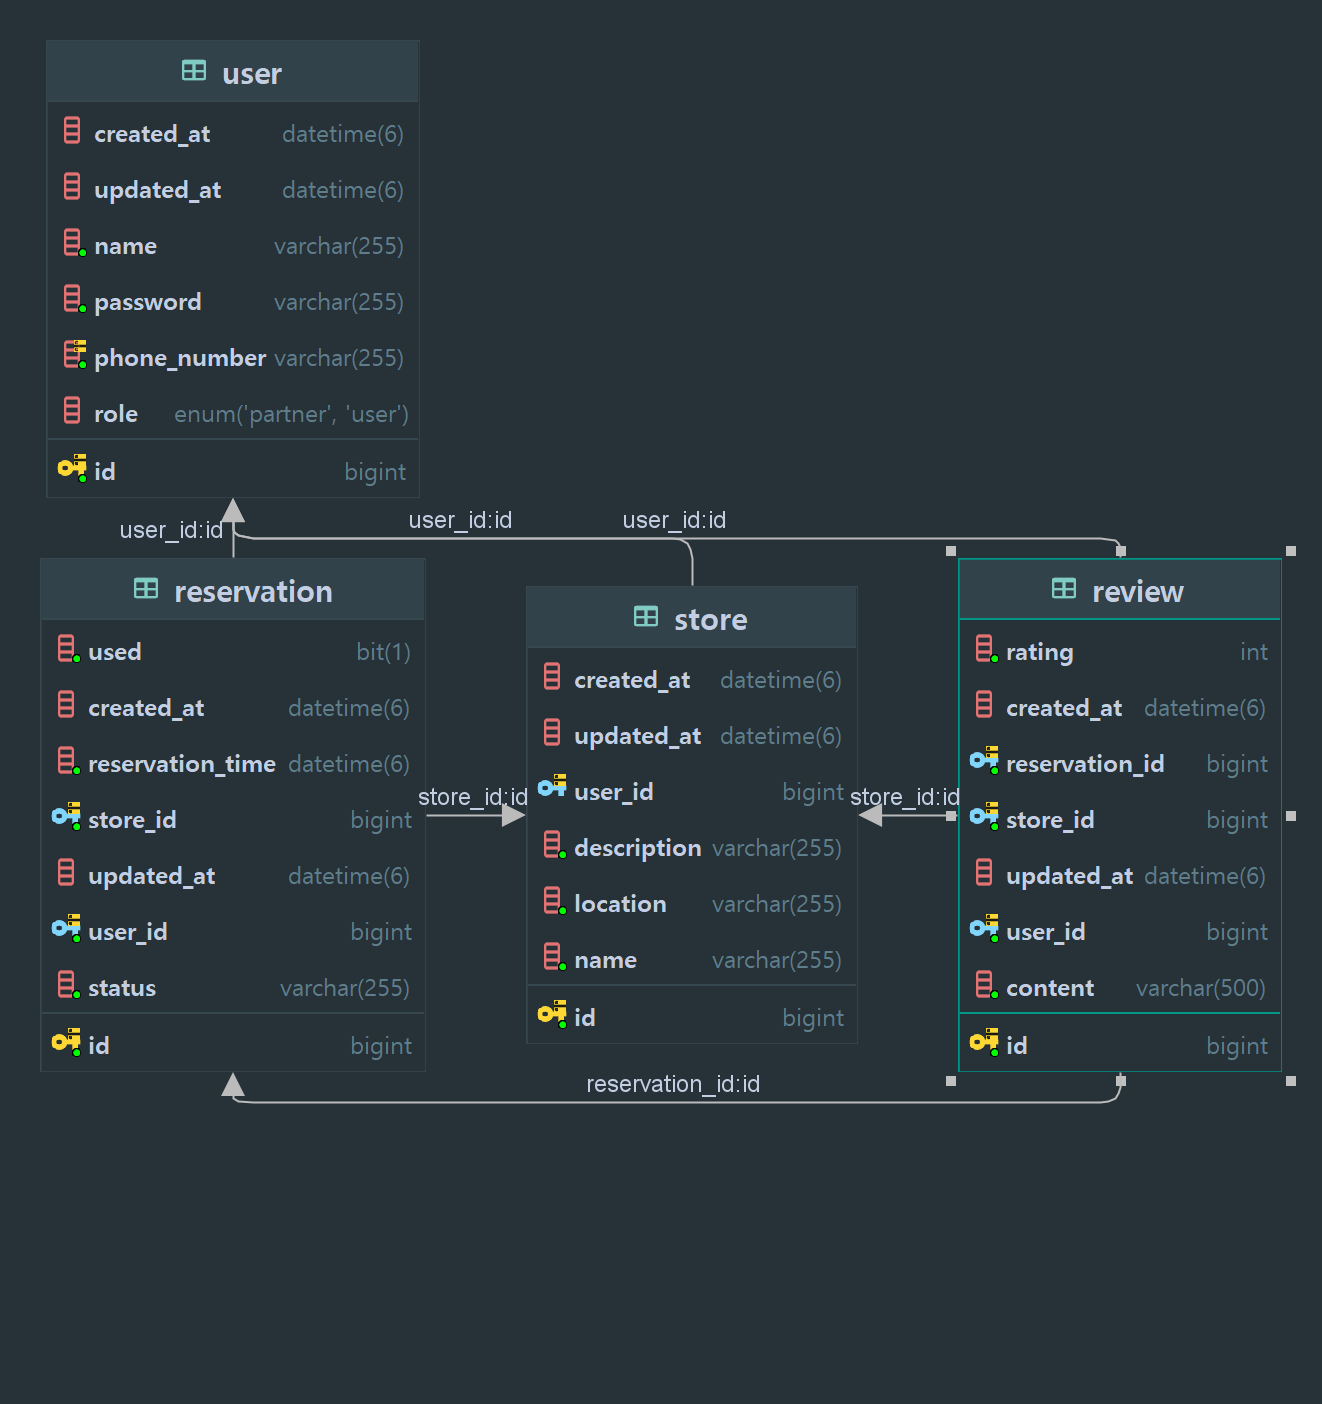 user
created_at datetime(6)
updated_at datetime(6)
name varchar(255)
password varchar(255)
phone_number varchar(255)
role enum('partner', 'user')
id bigint
user_id:id
user_id:id
user_id:id
reservation
used bit(1)
created_at datetime(6)
reservation_time datetime(6)
store_id bigint
updated_at datetime(6)
user_id bigint
status varchar(255)
id bigint
store_id:id
store
created_at datetime(6)
updated_at datetime(6)
user_id bigint
description varchar(255)
location varchar(255)
name varchar(255)
id bigint
store_id:id
review
rating int
created_at datetime(6)
reservation_id bigint
store_id bigint
updated_at datetime(6)
user_id bigint
content varchar(500)
id bigint
reservation_id:id